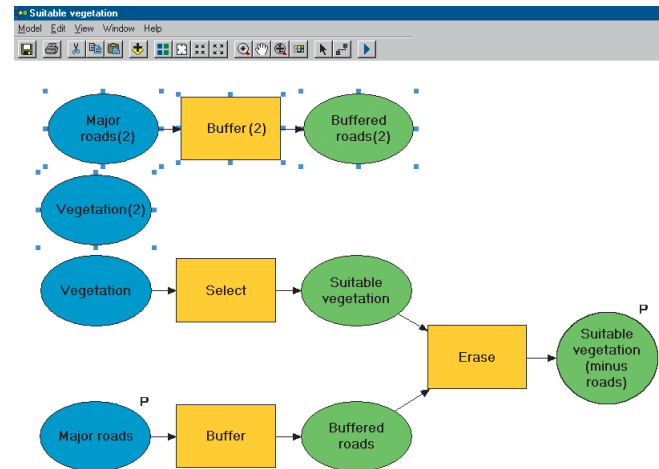 Suitable vegetation
Model Edit View Window Help
Major
roads(2)
Buffer (2)
Buffered
roads(2)
Vegetation(2)
Vegetation
Select
Suitable
vegetation
P
Erase
Suitable
vegetation
(minus
roads)
P
Major roads
Buffer
Buffered
roads